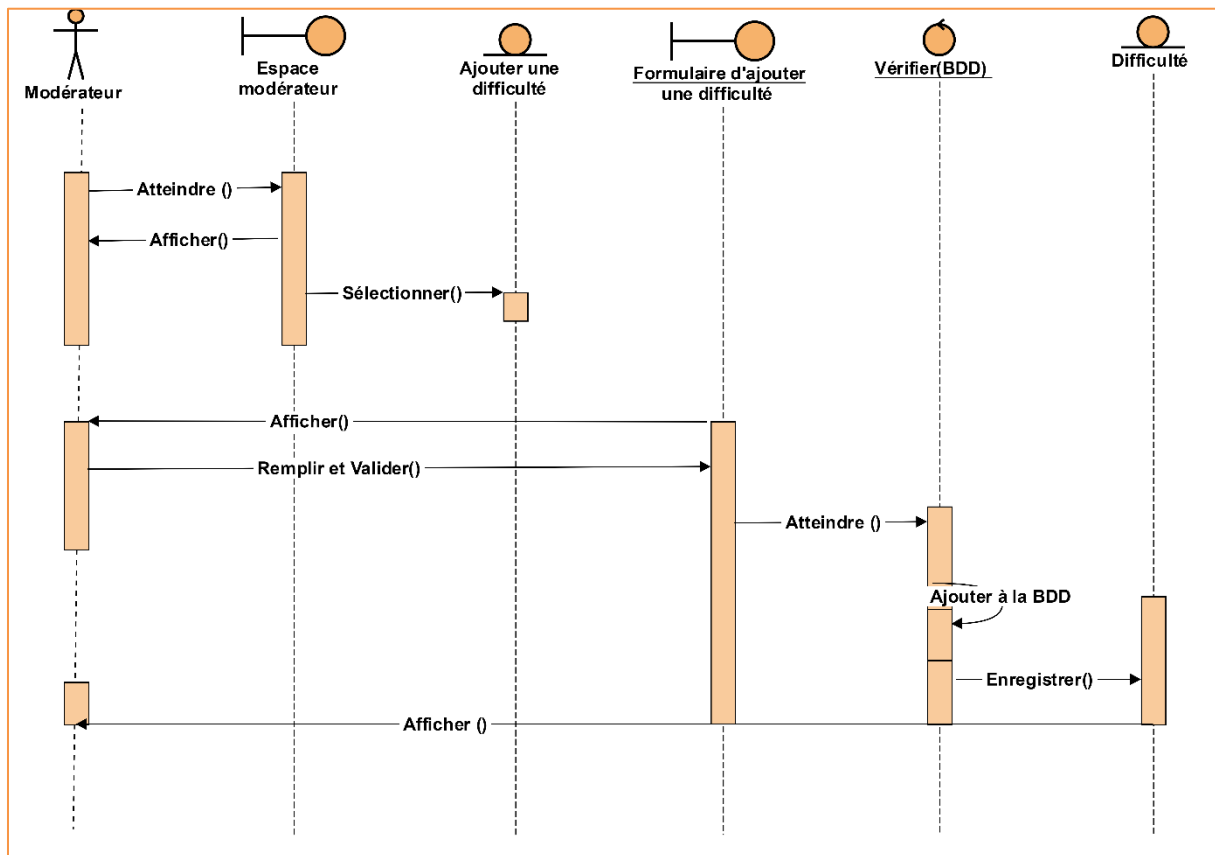 Modérateur
Espace
modérateur
Ajouter une
difficulté
Formulaire d'ajouter
une difficulté
Vérifier(BDD)
Difficulté
Atteindre ()
Afficher()
Sélectionner()
Afficher()
Remplir et Valider()
Atteindre ()
Ajouter à la BDD
Enregistrer()
Afficher ()